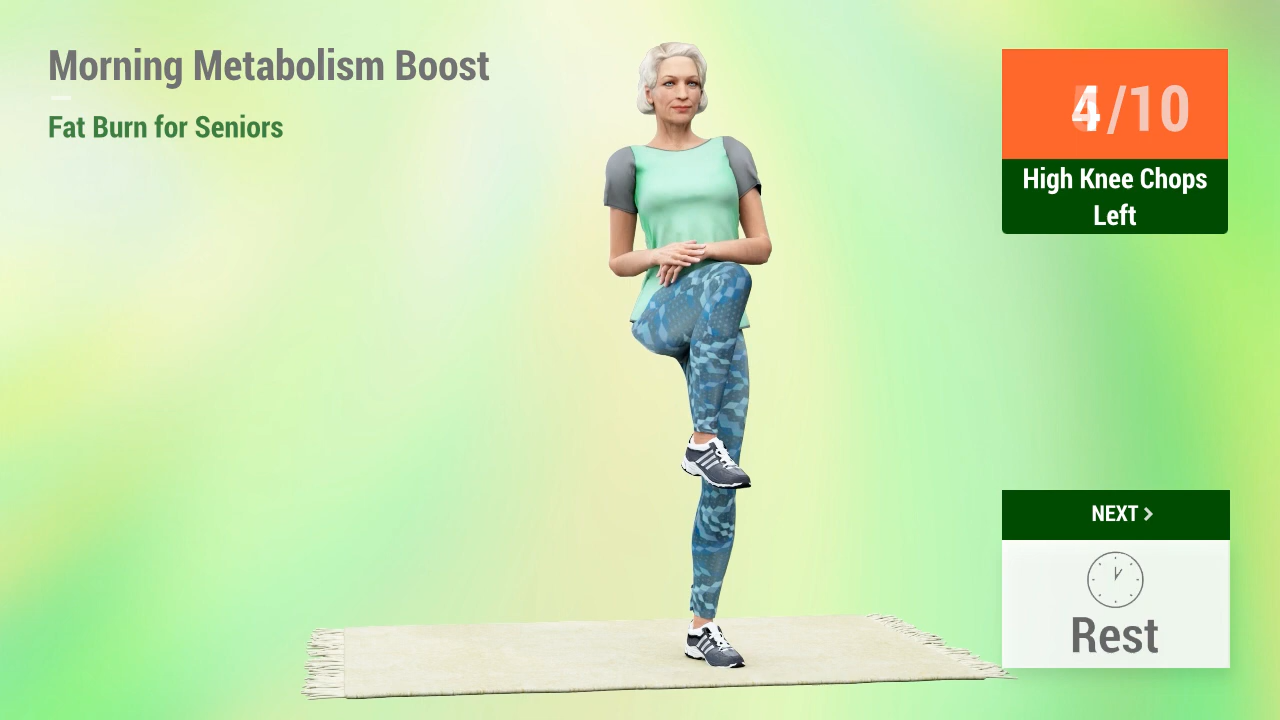 Morning Metabolism Boost
Fat Burn for Seniors
4/10
High Knee Chops
Left
NEXT
Rest